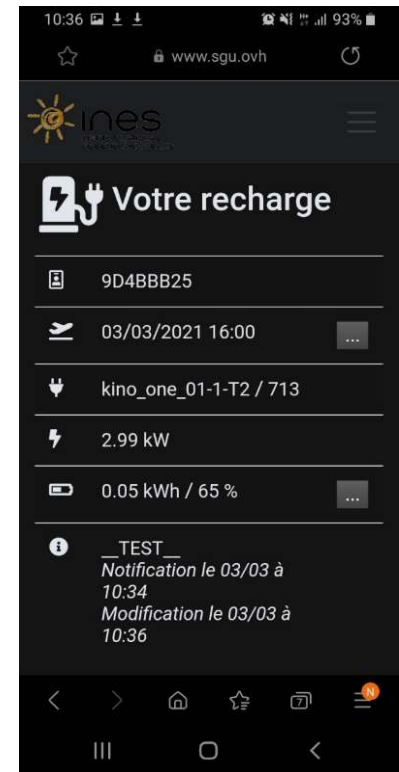 10:36 93%
www.sgu.ovh
ines
Votre recharge
9D4BBB25
03/03/2021 16:00 ...
kino_one_01-1-T2 / 713
2.99 kW
0.05 kWh / 65 % ...
__TEST__
Notification le 03/03 à
10:34
Modification le 03/03 à
10:36
7 N